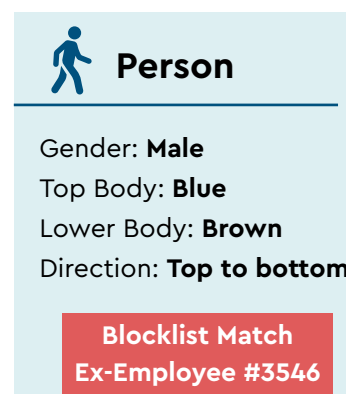 Person
Gender: Male
Top Body: Blue
Lower Body: Brown
Direction: Top to bottom
Blocklist Match
Ex-Employee #3546